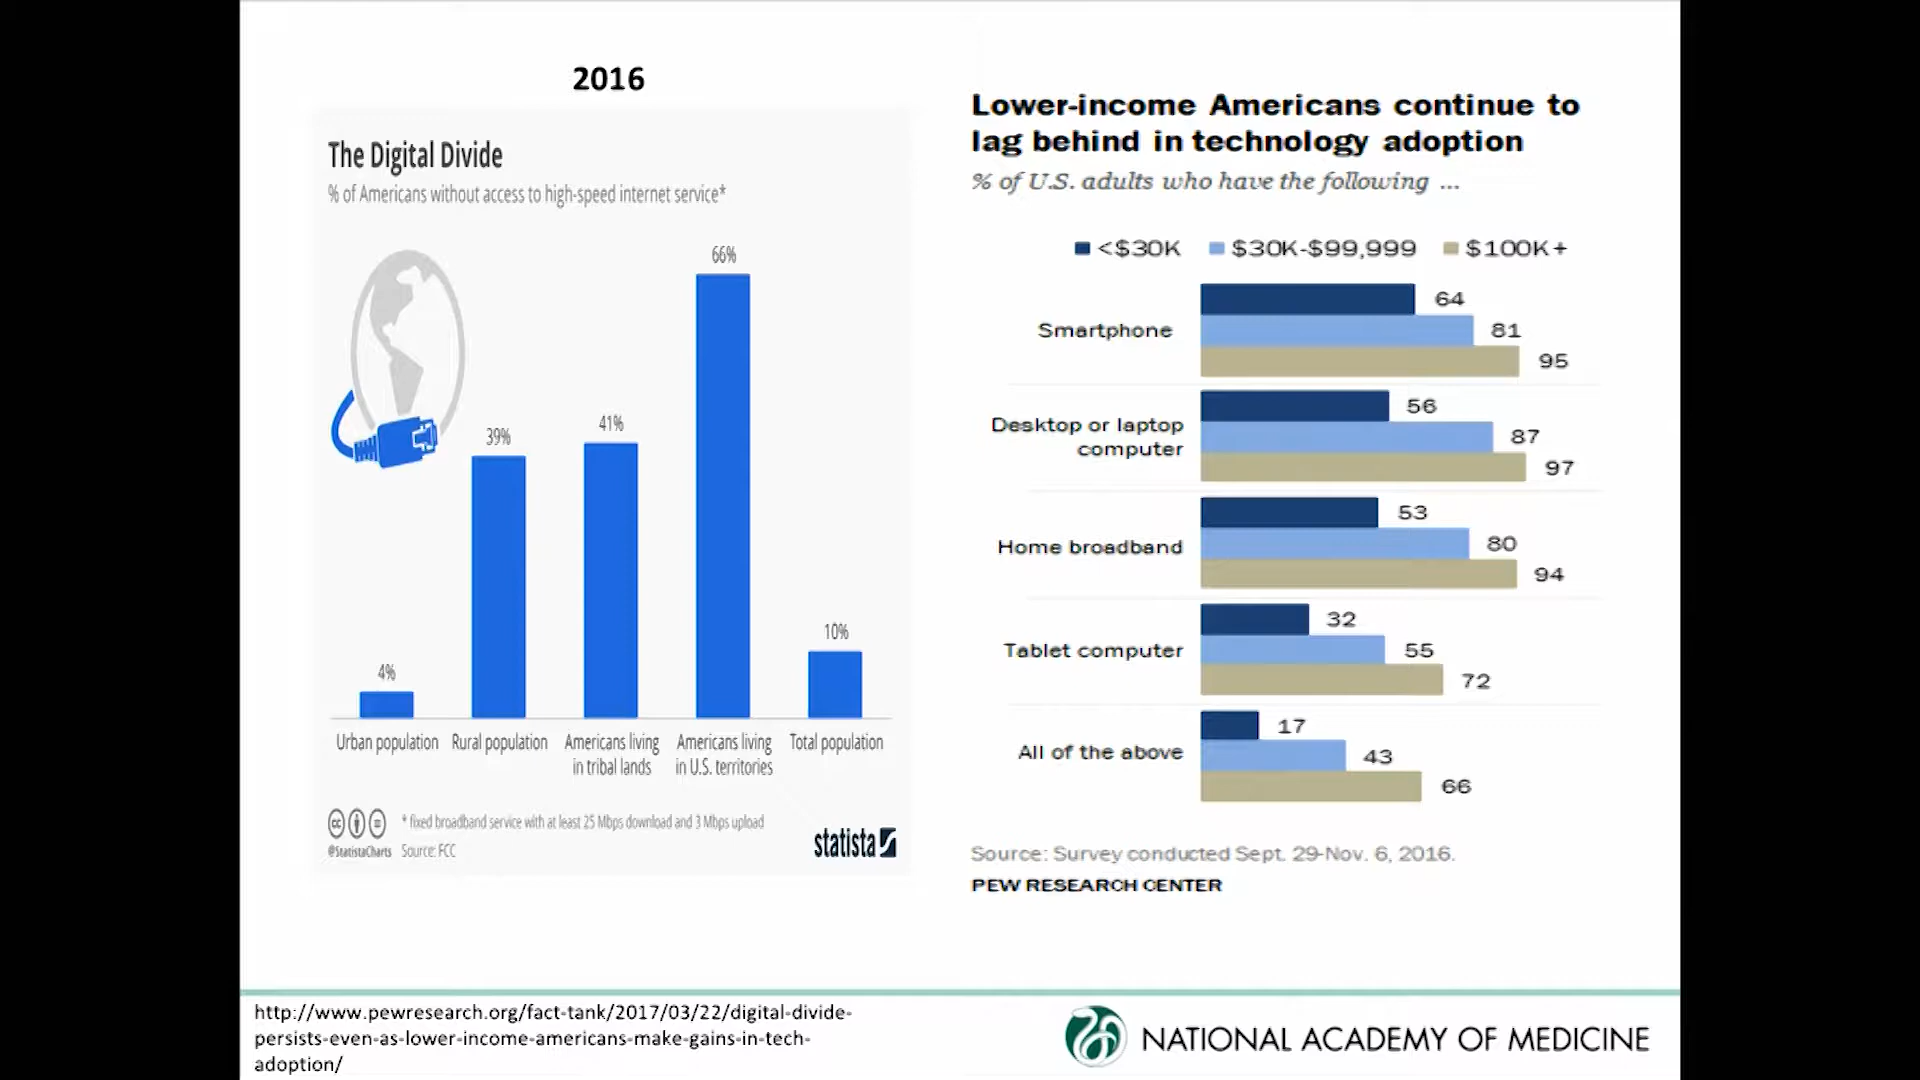 2016
The Digital Divide
% of Americans without access to high-speed internet service*
66%
41%
39%
10%
4%
Urban population
Rural population
Americans living
in tribal lands
Americans living
in U.S. territories
Total population
* fixed broadband service with at least 25 Mbps download and 3 Mbps upload
@StatistaCharts Source: FCC
statista
Lower-income Americans continue to
lag behind in technology adoption
% of U.S. adults who have the following ...
<$30K $30K-$99,999 $100K+
Smartphone
64
81
95
Desktop or laptop
computer
56
87
97
Home broadband
53
80
94
Tablet computer
32
55
72
All of the above
17
43
66
Source: Survey conducted Sept. 29-Nov. 6, 2016.
PEW RESEARCH CENTER
http://www.pewresearch.org/fact-tank/2017/03/22/digital-divide-
persists-even-as-lower-income-americans-make-gains-in-tech-
adoption/
NATIONAL ACADEMY OF MEDICINE